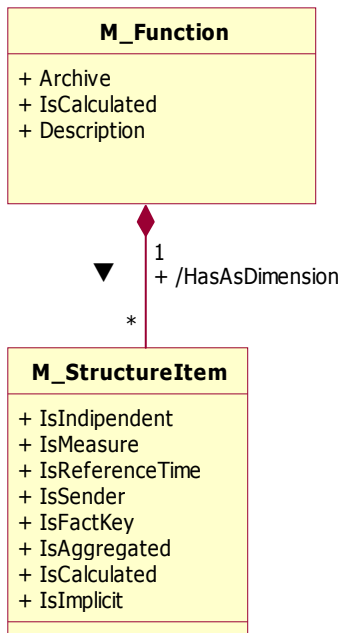 M_Function
+ Archive
+ IsCalculated
+ Description
1
+ /HasAsDimension
*
M_StructureItem
+ IsIndipendent
+ IsMeasure
+ IsReferenceTime
+ IsSender
+ IsFactKey
+ IsAggregated
+ IsCalculated
+ IsImplicit